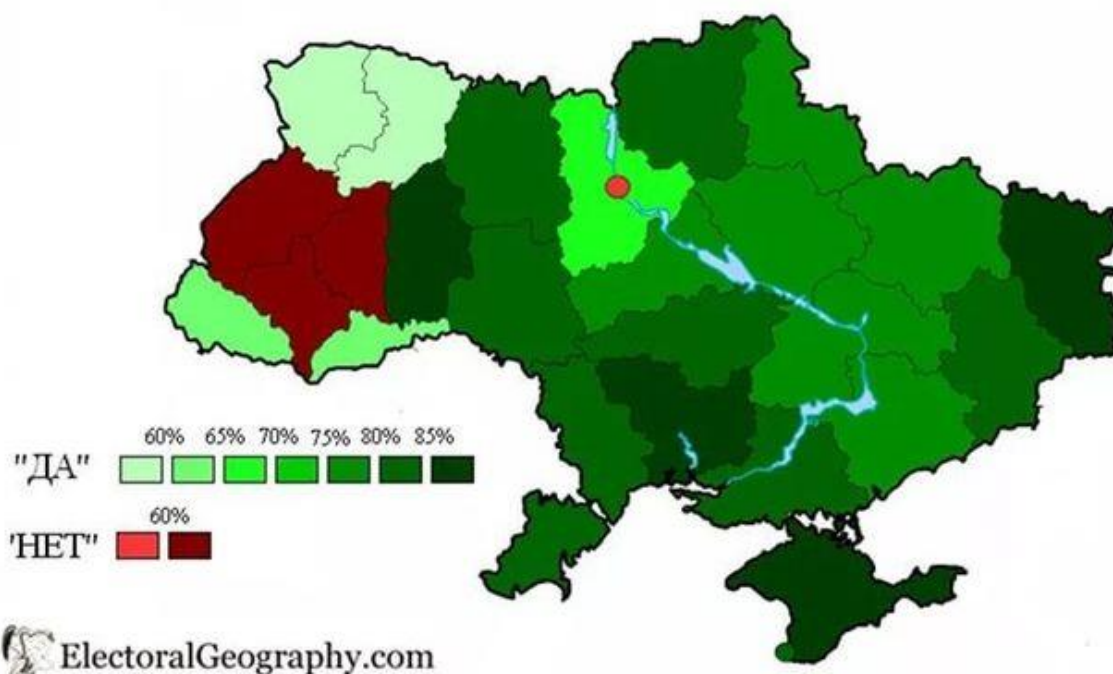 60% 65% 70% 75% 80% 85%
"ДА"
60%
'НЕТ"
ElectoralGeography.com